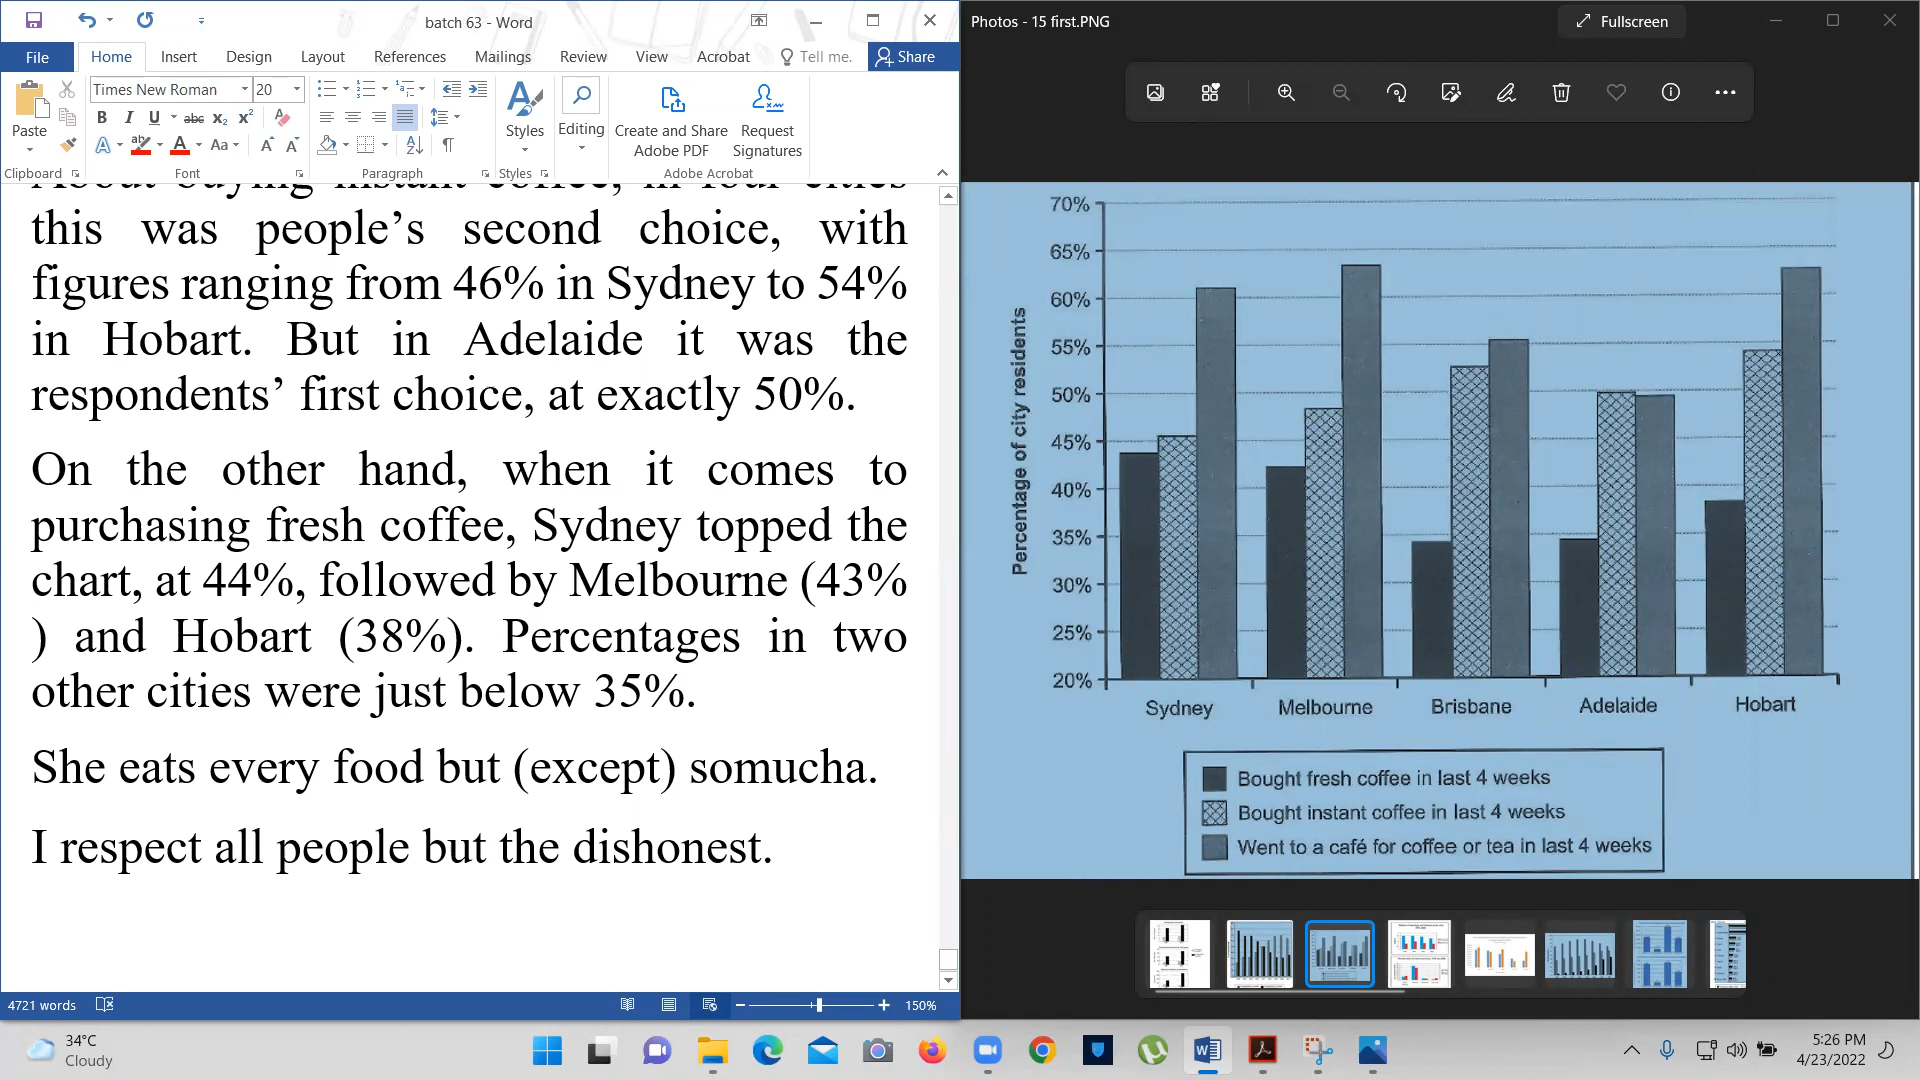 batch 63 - Word
File Home Insert Design Layout References Mailings Review View Acrobat Tell me. Share
Times New Roman 20
Paste
Styles
Editing
Create and Share
Adobe PDF
Request
Signatures
Clipboard Font Paragraph Styles Adobe Acrobat
About buying instant coffee, in four cities
this was people’s second choice, with
figures ranging from 46% in Sydney to 54%
in Hobart. But in Adelaide it was the
respondents’ first choice, at exactly 50%.
On the other hand, when it comes to
purchasing fresh coffee, Sydney topped the
chart, at 44%, followed by Melbourne (43%
) and Hobart (38%). Percentages in two
other cities were just below 35%.
She eats every food but (except) somucha.
I respect all people but the dishonest.
4721 words
150%
Photos - 15 first.PNG
Fullscreen
Percentage of city residents
70%
65%
60%
55%
50%
45%
40%
35%
30%
25%
20%
Sydney Melbourne Brisbane Adelaide Hobart
Bought fresh coffee in last 4 weeks
Bought instant coffee in last 4 weeks
Went to a café for coffee or tea in last 4 weeks
34°C
Cloudy
5:26 PM
4/23/2022